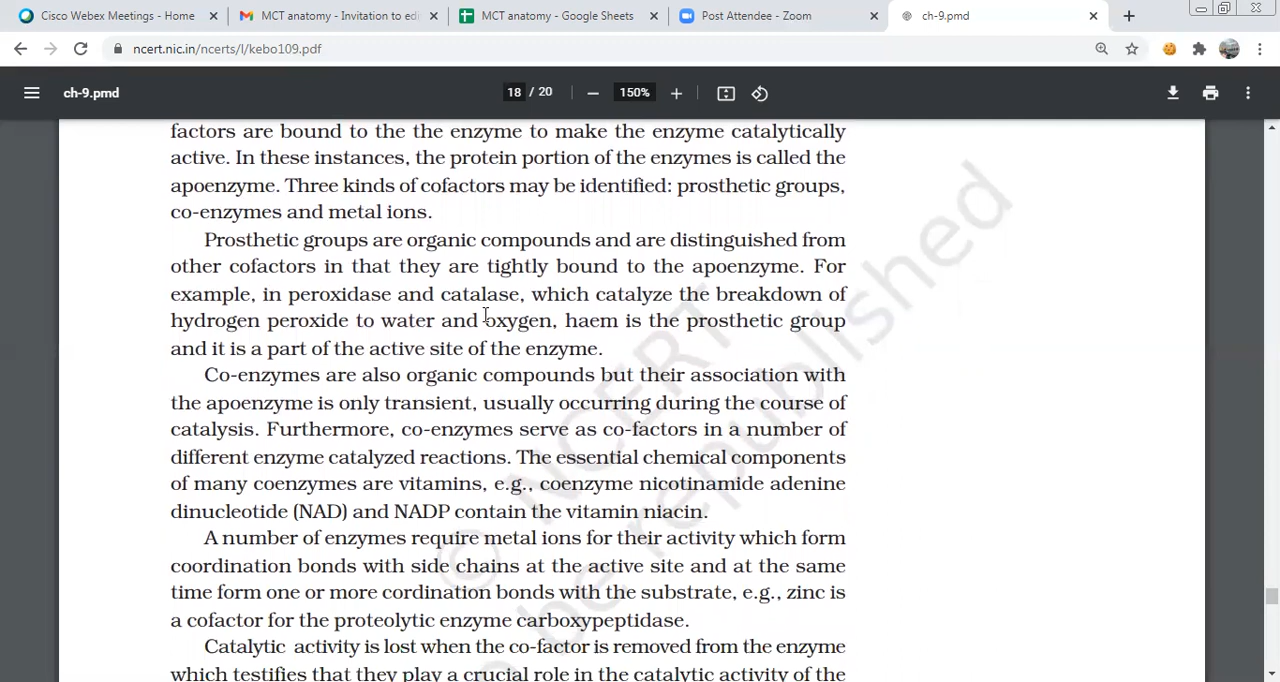 Cisco Webex Meetings - Home
MCT anatomy - Invitation to edi
MCT anatomy - Google Sheets
Post Attendee - Zoom
ch-9.pmd
ncert.nic.in/ncerts/l/kebo109.pdf
ch-9.pmd
18 / 20
150%
factors are bound to the the enzyme to make the enzyme catalytically
active. In these instances, the protein portion of the enzymes is called the
apoenzyme. Three kinds of cofactors may be identified: prosthetic groups,
co-enzymes and metal ions.
Prosthetic groups are organic compounds and are distinguished from
other cofactors in that they are tightly bound to the apoenzyme. For
example, in peroxidase and catalase, which catalyze the breakdown of
hydrogen peroxide to water and oxygen, haem is the prosthetic group
and it is a part of the active site of the enzyme.
Co-enzymes are also organic compounds but their association with
the apoenzyme is only transient, usually occurring during the course of
catalysis. Furthermore, co-enzymes serve as co-factors in a number of
different enzyme catalyzed reactions. The essential chemical components
of many coenzymes are vitamins, e.g., coenzyme nicotinamide adenine
dinucleotide (NAD) and NADP contain the vitamin niacin.
A number of enzymes require metal ions for their activity which form
coordination bonds with side chains at the active site and at the same
time form one or more cordination bonds with the substrate, e.g., zinc is
a cofactor for the proteolytic enzyme carboxypeptidase.
Catalytic activity is lost when the co-factor is removed from the enzyme
which testifies that they play a crucial role in the catalytic activity of the
© NCERT
be republished